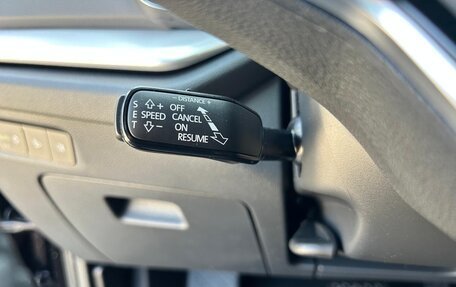 - DISTANCE +
S + OFF
E SPEED CANCEL
T - ON
RESUME